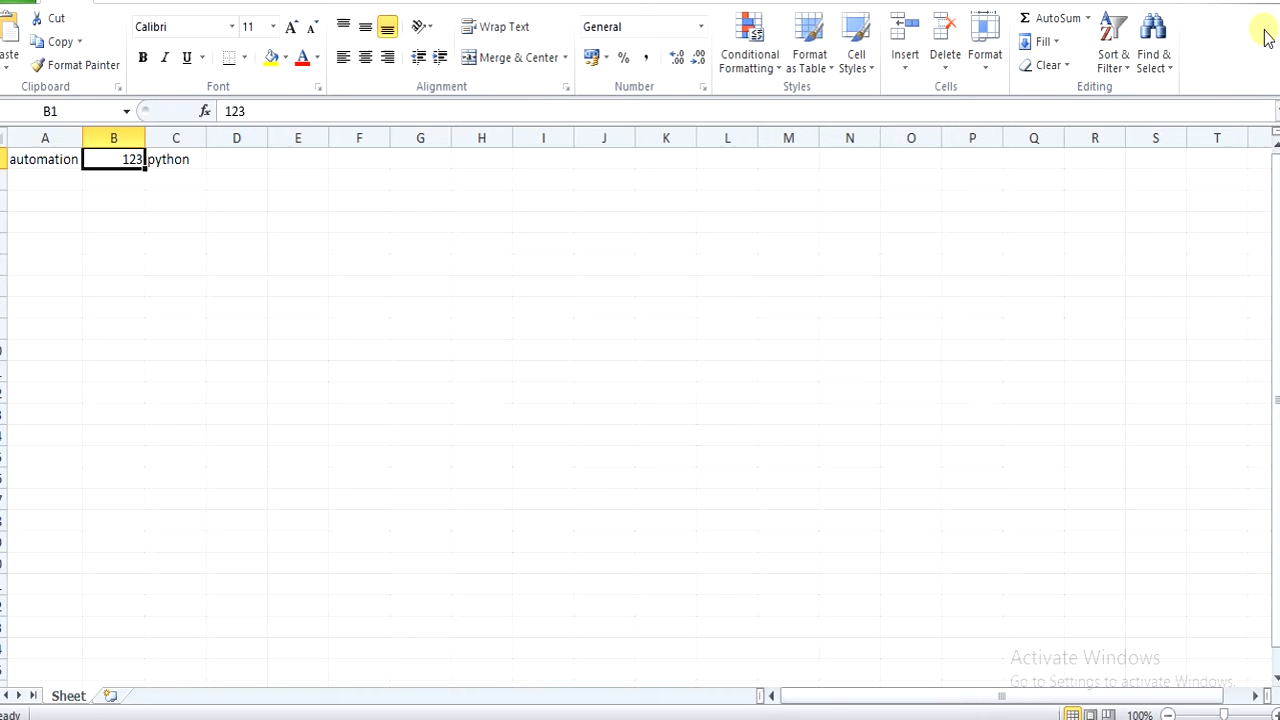 Cut
Calibri
11
Wrap Text
General
AutoSum
Copy
Fill
Format Painter
Merge & Center
Clear
Conditional
Formatting
Format
as Table
Cell
Styles
Insert
Delete
Format
Sort &
Filter
Find &
Select
Clipboard
Font
Alignment
Number
Styles
Cells
Editing
B1
fx
123
A B C D E F G H I J K L M N O P Q R S T
automation 123 python
Activate Windows
Go to Settings to activate Windows.
Sheet
100%